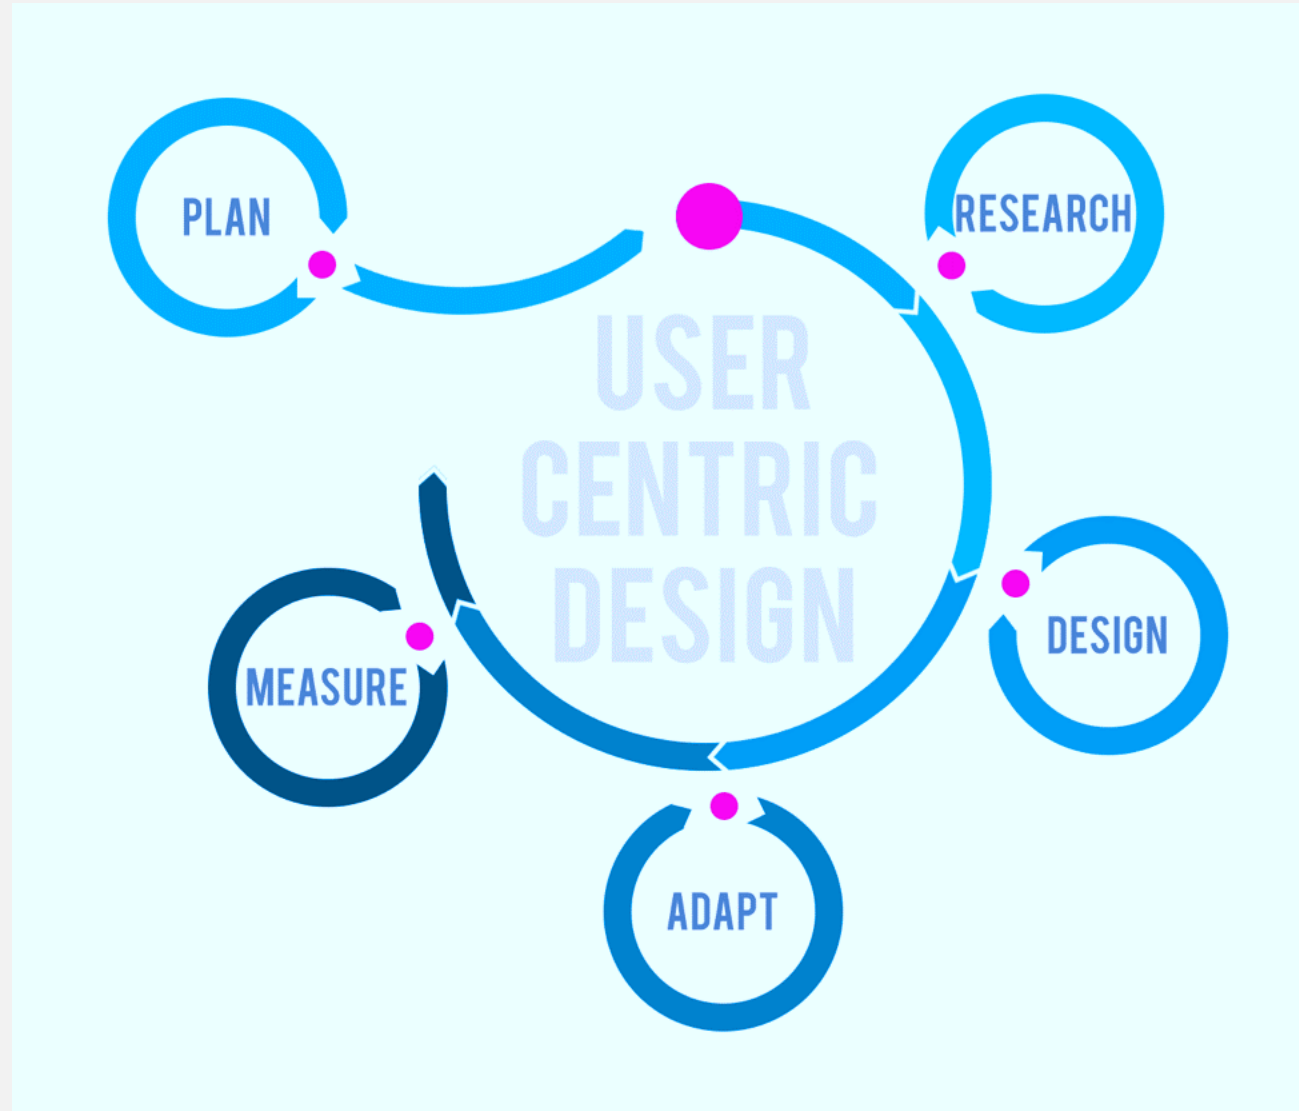 PLAN
RESEARCH
USER
CENTRIC
DESIGN
DESIGN
MEASURE
ADAPT